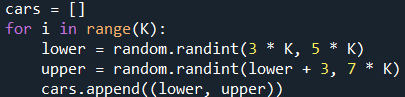 cars = []
for i in range(K):
    lower = random.randint(3 * K, 5 * K)
    upper = random.randint(lower + 3, 7 * K)
    cars.append((lower, upper))